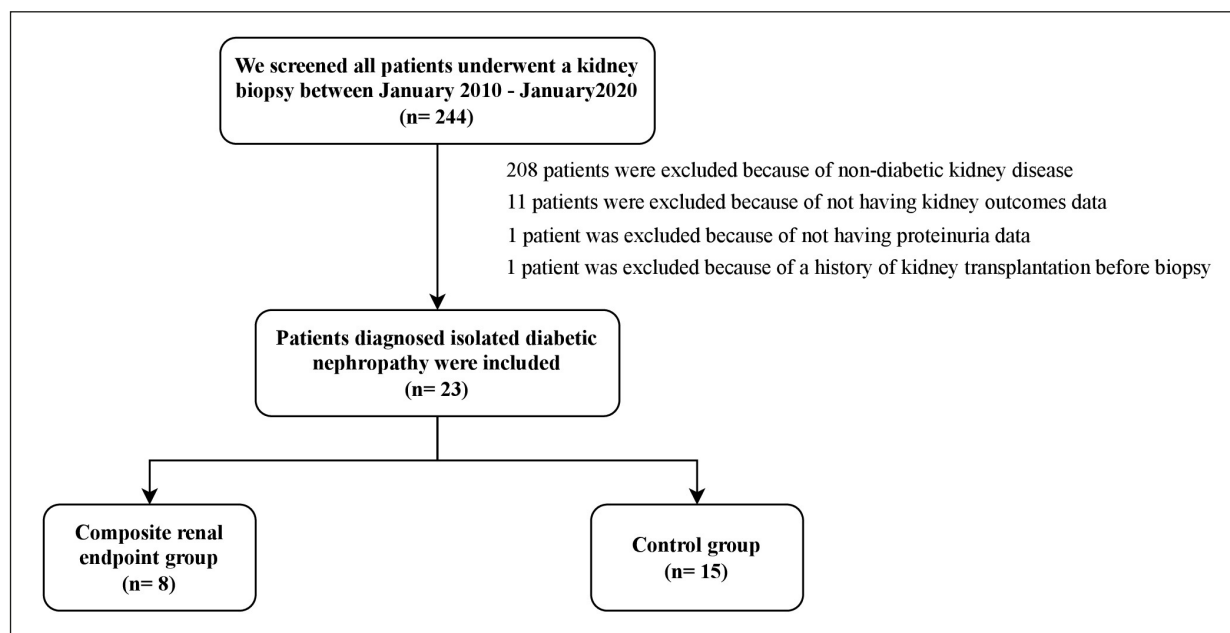 We screened all patients underwent a kidney
biopsy between January 2010 - January2020
(n= 244)
208 patients were excluded because of non-diabetic kidney disease
11 patients were excluded because of not having kidney outcomes data
1 patient was excluded because of not having proteinuria data
1 patient was excluded because of a history of kidney transplantation before biopsy
Patients diagnosed isolated diabetic
nephropathy were included
(n= 23)
Composite renal
endpoint group
(n= 8)
Control group
(n= 15)